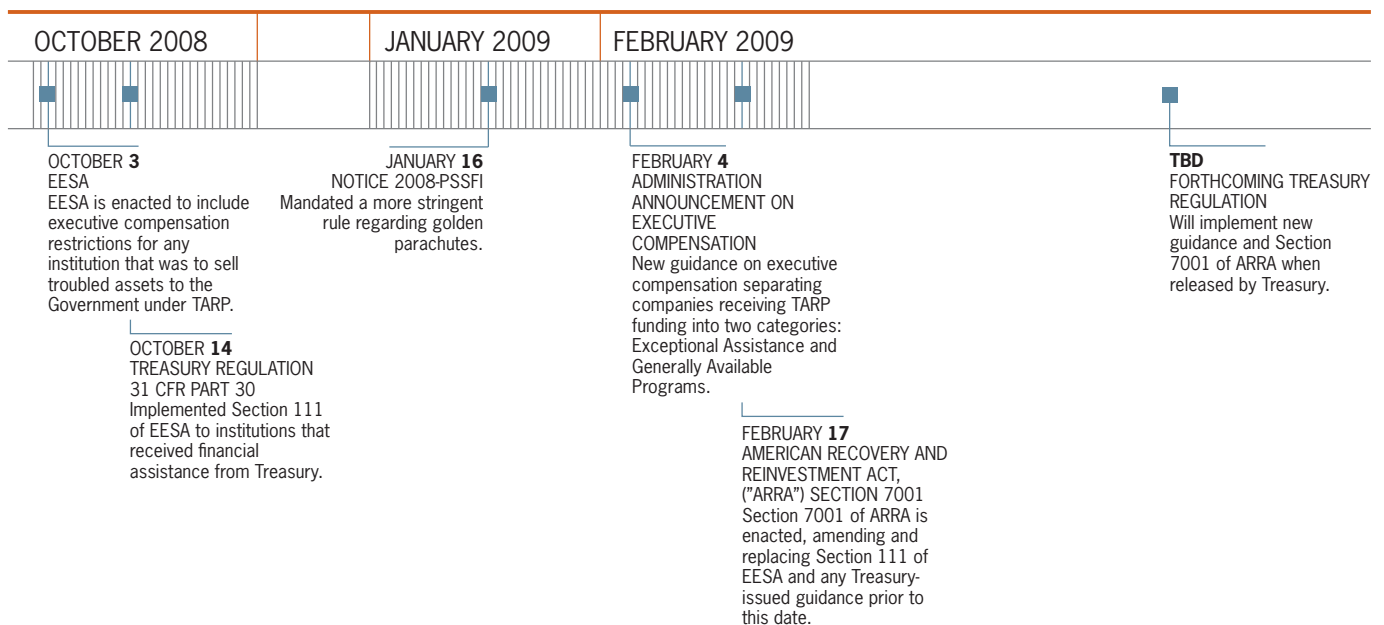 OCTOBER 2008
JANUARY 2009
FEBRUARY 2009
OCTOBER 3
EESA
EESA is enacted to include
executive compensation
restrictions for any
institution that was to sell
troubled assets to the
Government under TARP.
OCTOBER 14
TREASURY REGULATION
31 CFR PART 30
Implemented Section 111
of EESA to institutions that
received financial
assistance from Treasury.
JANUARY 16
NOTICE 2008-PSSFI
Mandated a more stringent
rule regarding golden
parachutes.
FEBRUARY 4
ADMINISTRATION
ANNOUNCEMENT ON
EXECUTIVE
COMPENSATION
New guidance on executive
compensation separating
companies receiving TARP
funding into two categories:
Exceptional Assistance and
Generally Available
Programs.
FEBRUARY 17
AMERICAN RECOVERY AND
REINVESTMENT ACT,
("ARRA") SECTION 7001
Section 7001 of ARRA is
enacted, amending and
replacing Section 111 of
EESA and any Treasury-
issued guidance prior to
this date.
TBD
FORTHCOMING TREASURY
REGULATION
Will implement new
guidance and Section
7001 of ARRA when
released by Treasury.